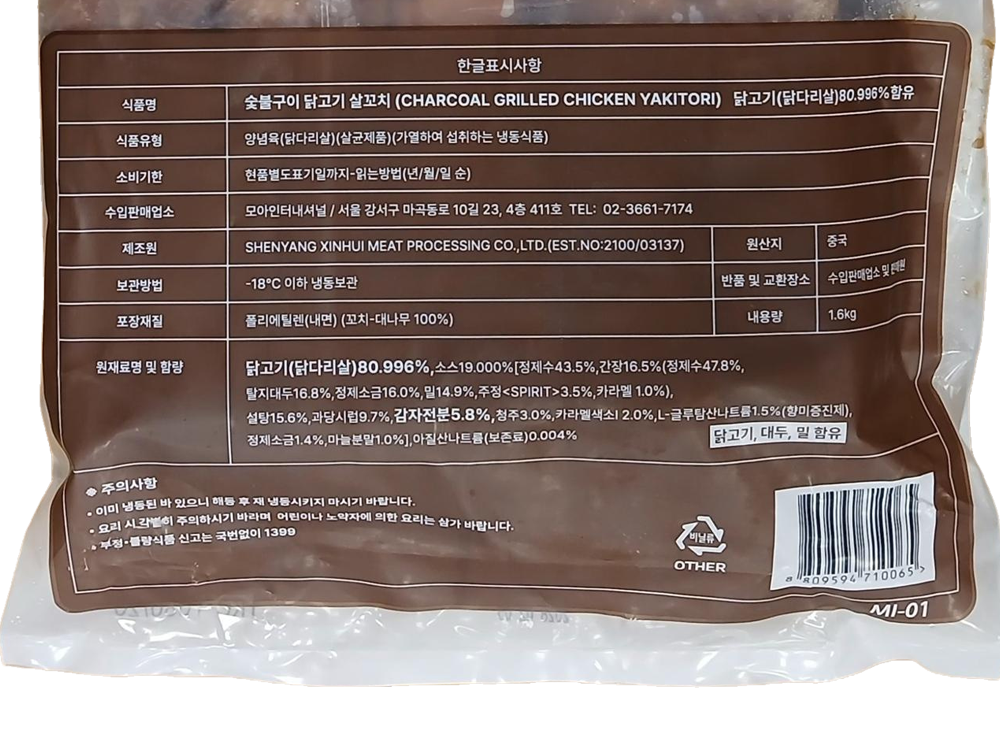 한글표시사항
식품명 숯불구이 닭고기 살꼬치 (CHARCOAL GRILLED CHICKEN YAKITORI) 닭고기(닭다리살)80.996%함유
식품유형 양념육(닭다리살)(살균제품)(가열하여 섭취하는 냉동식품)
소비기한 현품별도표기일까지-읽는방법(년/월/일 순)
수입판매업소 모아인터내셔널 / 서울 강서구 마곡동로 10길 23, 4층 411호 TEL: 02-3661-7174
제조원 SHENYANG XINHUI MEAT PROCESSING CO.,LTD.(EST.NO:2100/03137) 원산지 중국
보관방법 -18°C 이하 냉동보관 반품 및 교환장소 수입판매업소 및 판매원
포장재질 폴리에틸렌(내면) (꼬치-대나무 100%) 내용량 1.6kg
원재료명 및 함량 닭고기(닭다리살)80.996%,소스19.000%[정제수43.5%,간장16.5%(정제수47.8%,
탈지대두16.8%,정제소금16.0%,밀14.9%,주정<SPIRIT>3.5%,카라멜 1.0%),
설탕15.6%,과당시럽9.7%,감자전분5.8%,청주3.0%,카라멜색소I 2.0%,L-글루탐산나트륨1.5%(향미증진제),
정제소금1.4%,마늘분말1.0%],아질산나트륨(보존료)0.004%
닭고기, 대두, 밀 함유
주의사항
• 이미 냉동된 바 있으니 해동 후 재 냉동시키지 마시기 바랍니다.
• 요리 시 각별히 주의하시기 바라며 어린이나 노약자에 의한 요리는 삼가 바랍니다.
• 부정•불량식품 신고는 국번없이 1399
비닐류
OTHER
8 809594 710065 >
MI-01